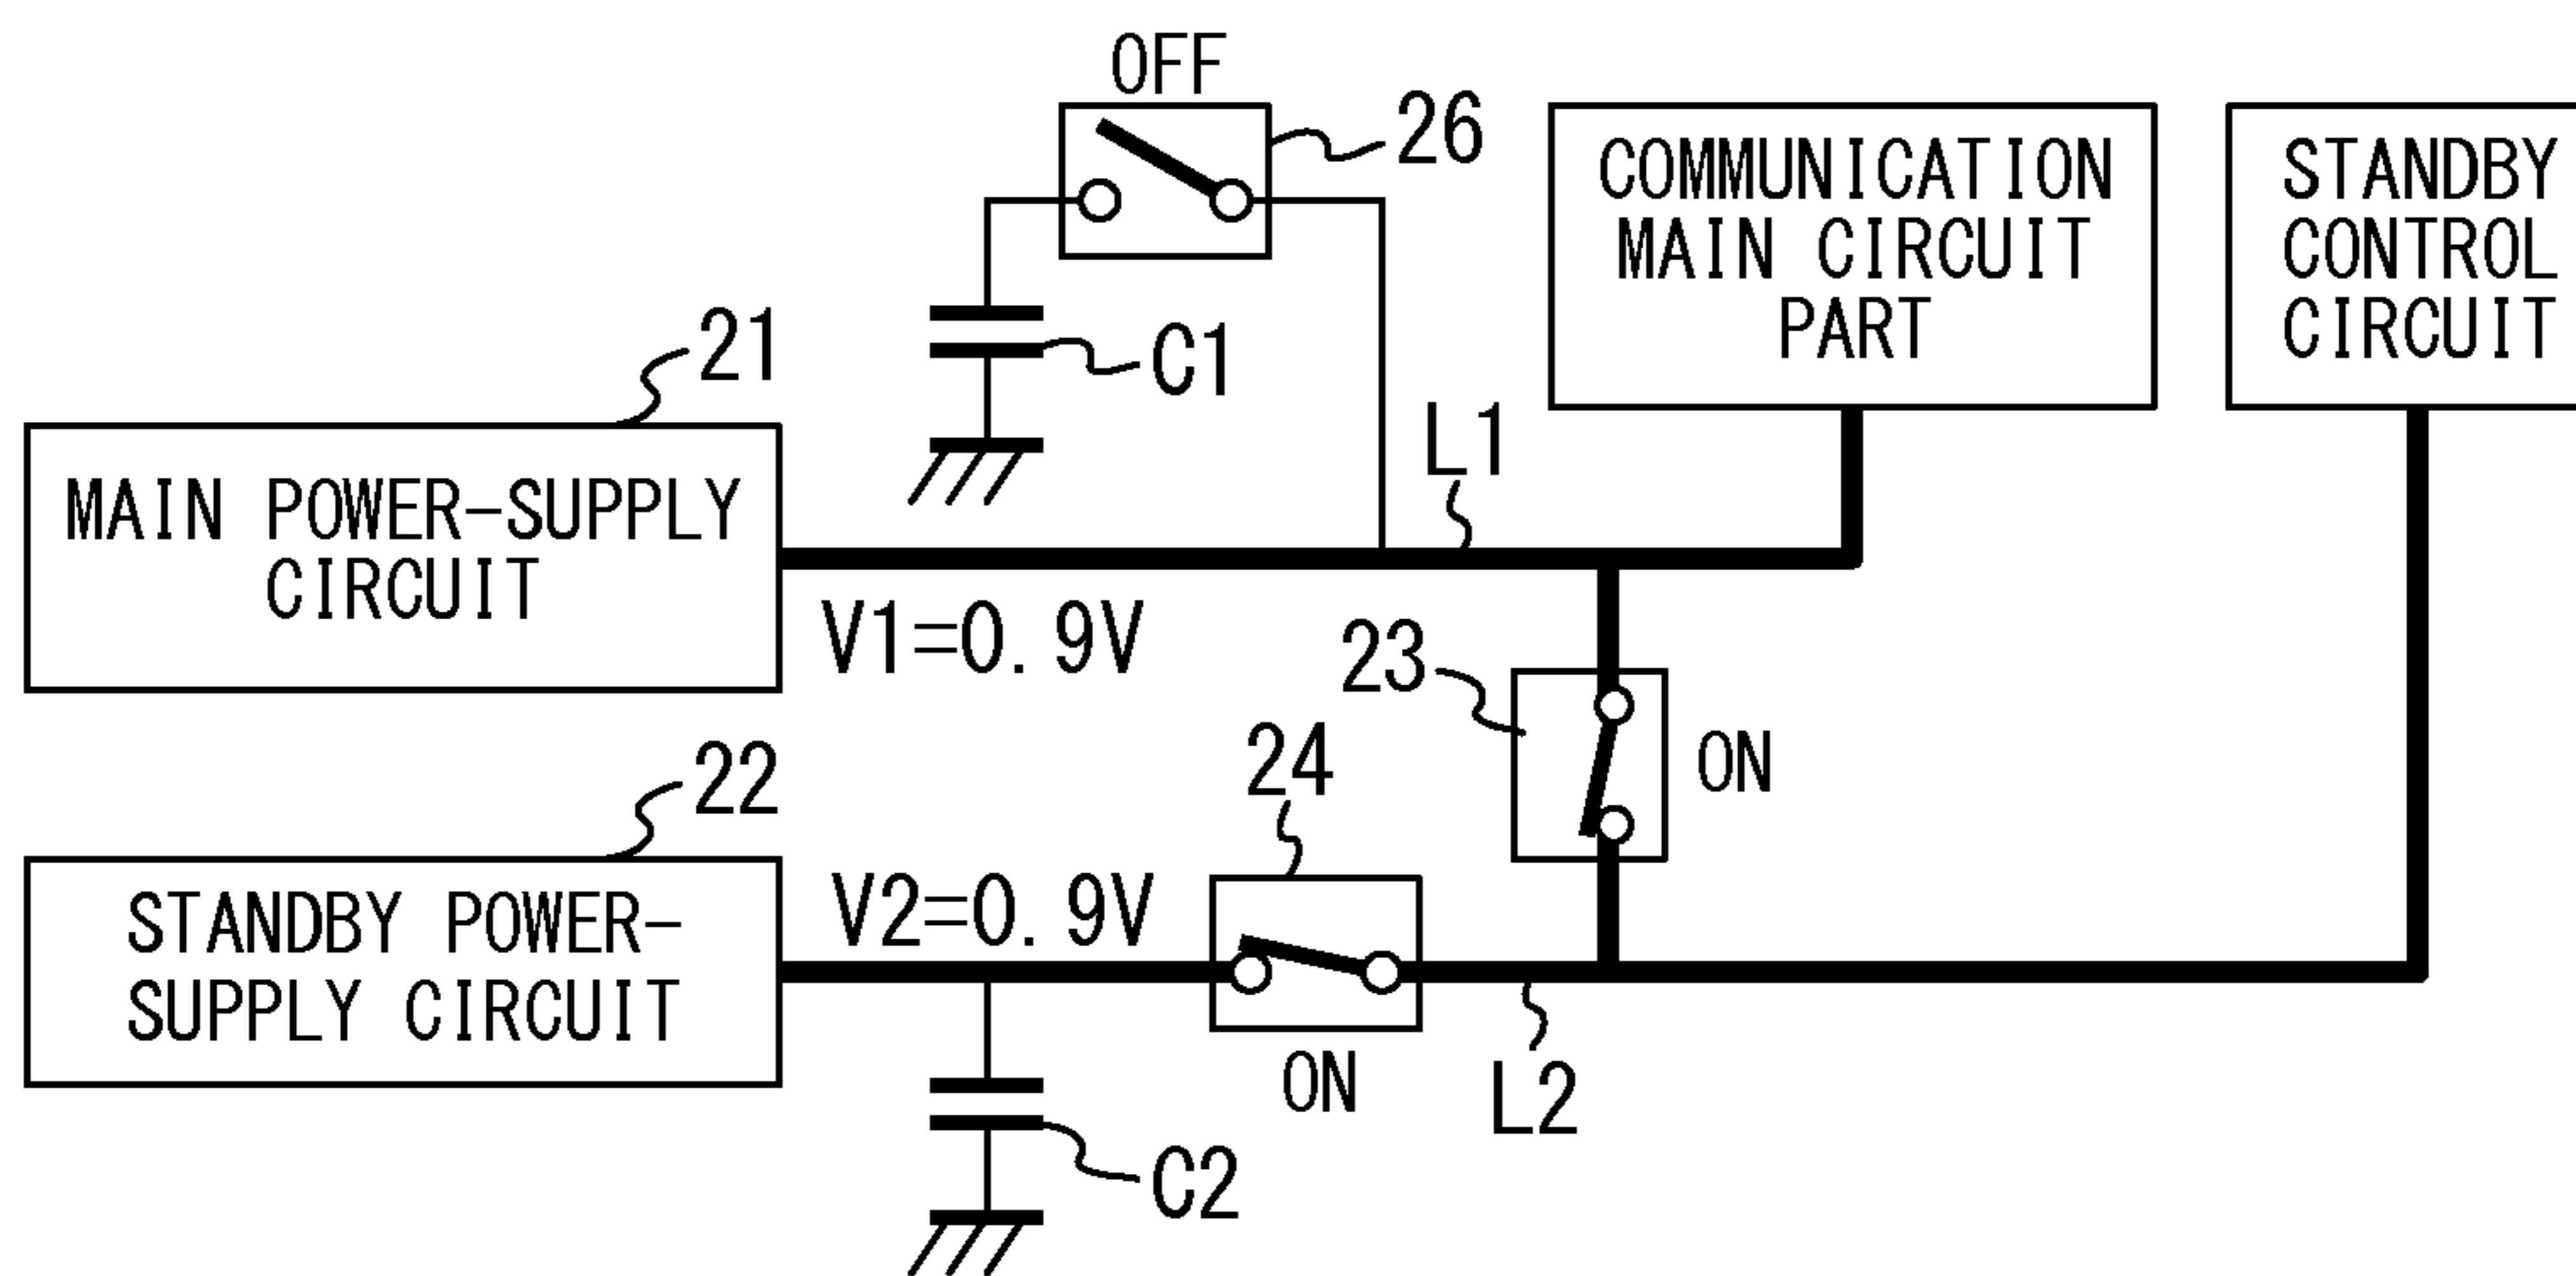 OFF
26
COMMUNICATION
MAIN CIRCUIT
PART
STANDBY
CONTROL
CIRCUIT
C1
21
L1
MAIN POWER-SUPPLY
CIRCUIT
V1=0.9V
23
ON
24
22
V2=0.9V
STANDBY POWER-
SUPPLY CIRCUIT
ON
L2
C2